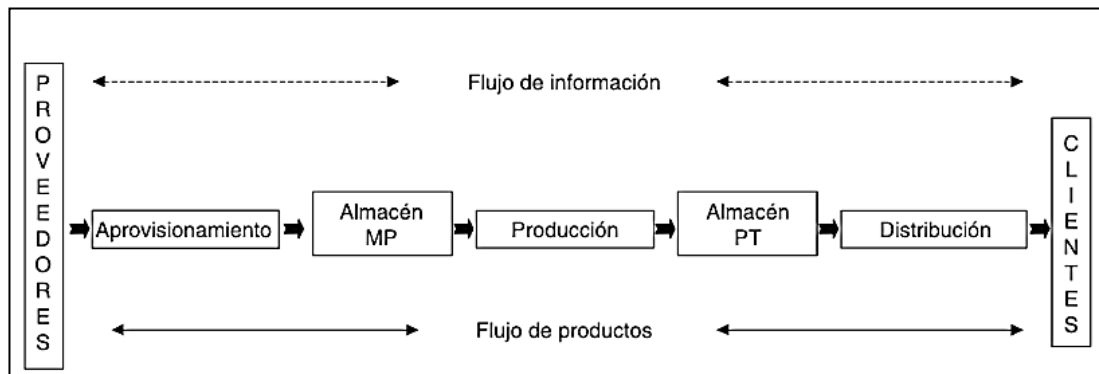 Flujo de información
PROVEEDORES
Aprovisionamiento
Almacén
MP
Producción
Almacén
PT
Distribución
CLIENTES
Flujo de productos